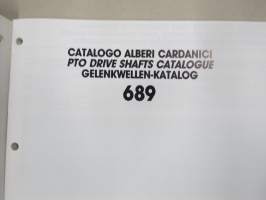 CATALOGO ALBERI CARDANICI
PTO DRIVE SHAFTS CATALOGUE
GELENKWELLEN-KATALOG
689